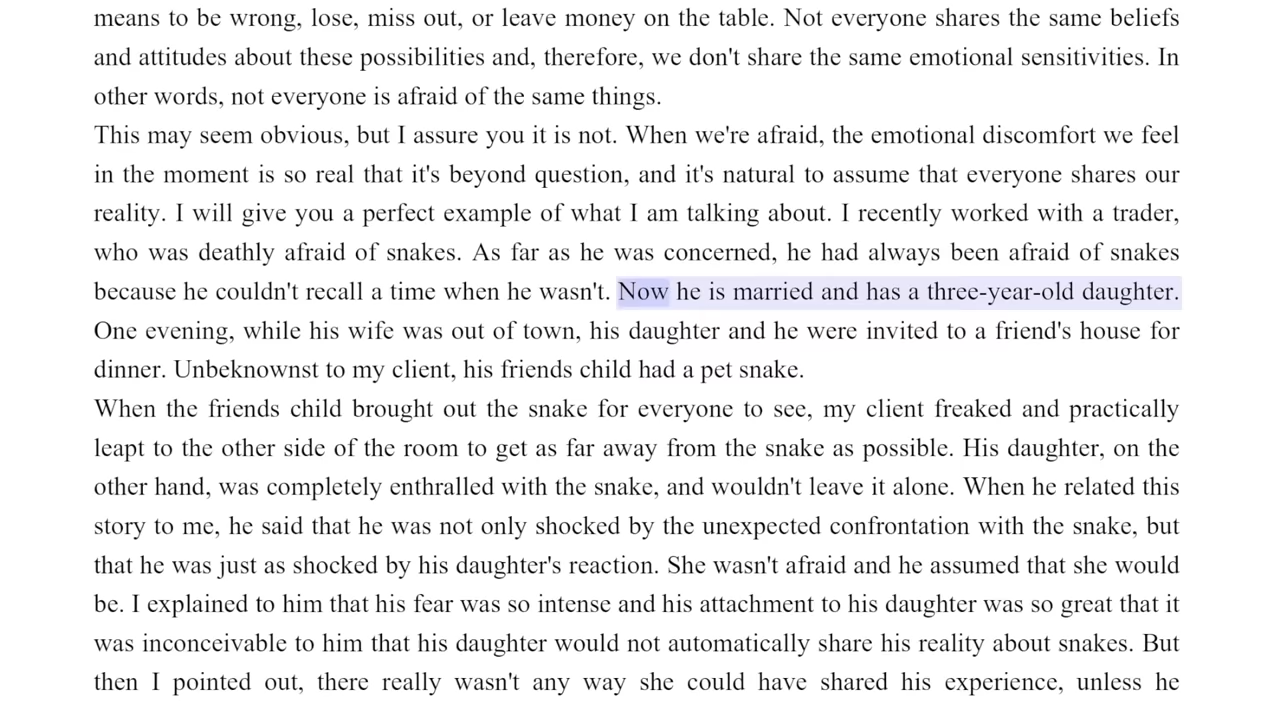 means to be wrong, lose, miss out, or leave money on the table. Not everyone shares the same beliefs
and attitudes about these possibilities and, therefore, we don't share the same emotional sensitivities. In
other words, not everyone is afraid of the same things.
This may seem obvious, but I assure you it is not. When we're afraid, the emotional discomfort we feel
in the moment is so real that it's beyond question, and it's natural to assume that everyone shares our
reality. I will give you a perfect example of what I am talking about. I recently worked with a trader,
who was deathly afraid of snakes. As far as he was concerned, he had always been afraid of snakes
because he couldn't recall a time when he wasn't. Now he is married and has a three-year-old daughter.
One evening, while his wife was out of town, his daughter and he were invited to a friend's house for
dinner. Unbeknownst to my client, his friends child had a pet snake.
When the friends child brought out the snake for everyone to see, my client freaked and practically
leapt to the other side of the room to get as far away from the snake as possible. His daughter, on the
other hand, was completely enthralled with the snake, and wouldn't leave it alone. When he related this
story to me, he said that he was not only shocked by the unexpected confrontation with the snake, but
that he was just as shocked by his daughter's reaction. She wasn't afraid and he assumed that she would
be. I explained to him that his fear was so intense and his attachment to his daughter was so great that it
was inconceivable to him that his daughter would not automatically share his reality about snakes. But
then I pointed out, there really wasn't any way she could have shared his experience, unless he